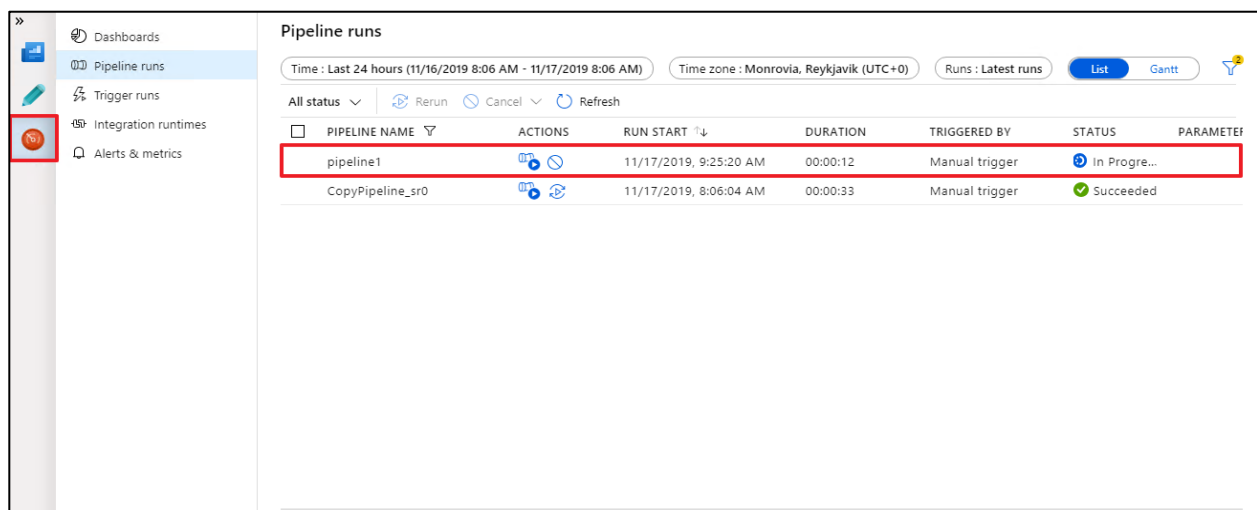 »
Dashboards
Pipeline runs
Trigger runs
Integration runtimes
Alerts & metrics
Pipeline runs
Time : Last 24 hours (11/16/2019 8:06 AM - 11/17/2019 8:06 AM) Time zone : Monrovia, Reykjavik (UTC+0) Runs : Latest runs List Gantt 2
All status Rerun Cancel Refresh
PIPELINE NAME ACTIONS RUN START DURATION TRIGGERED BY STATUS PARAMETER
pipeline1 11/17/2019, 9:25:20 AM 00:00:12 Manual trigger In Progre...
CopyPipeline_sr0 11/17/2019, 8:06:04 AM 00:00:33 Manual trigger Succeeded